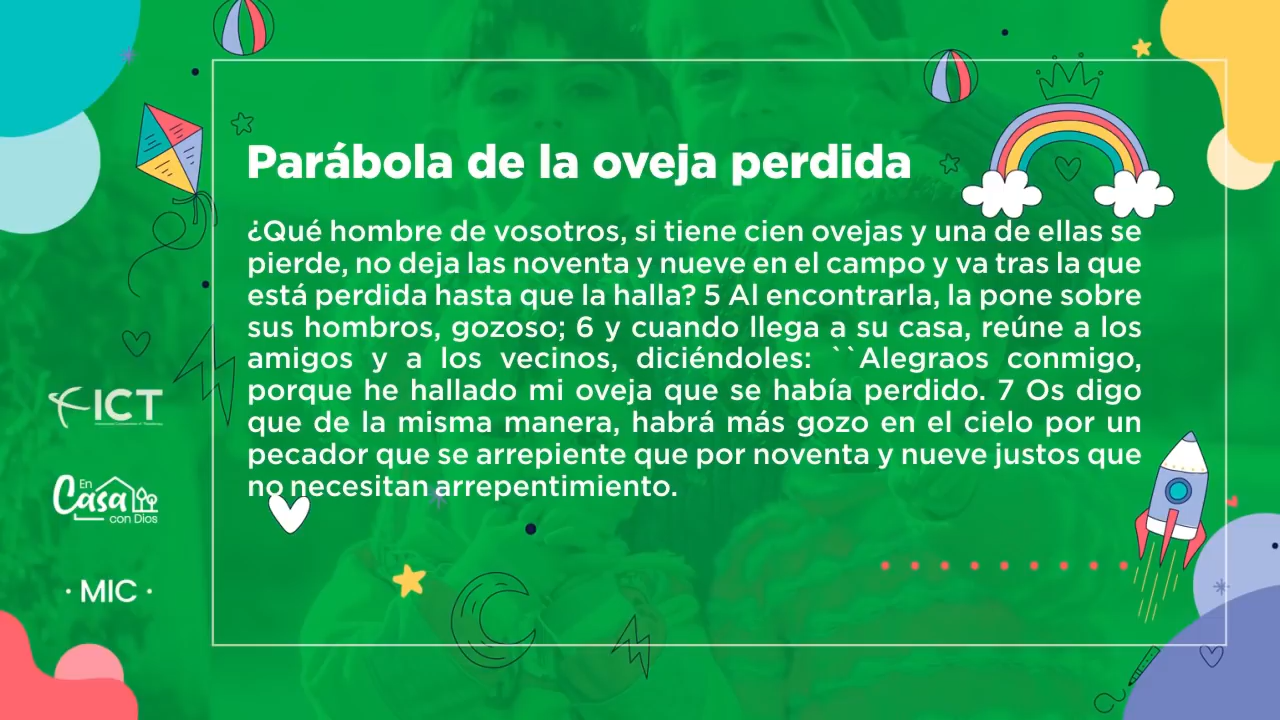 Parábola de la oveja perdida
¿Qué hombre de vosotros, si tiene cien ovejas y una de ellas se
pierde, no deja las noventa y nueve en el campo y va tras la que
está perdida hasta que la halla? 5 Al encontrarla, la pone sobre
sus hombros, gozoso; 6 y cuando llega a su casa, reúne a los
amigos y a los vecinos, diciéndoles: ``Alegraos conmigo,
porque he hallado mi oveja que se había perdido. 7 Os digo
que de la misma manera, habrá más gozo en el cielo por un
pecador que se arrepiente que por noventa y nueve justos que
no necesitan arrepentimiento.
ICT
En
Casa
con Dios
· MIC ·